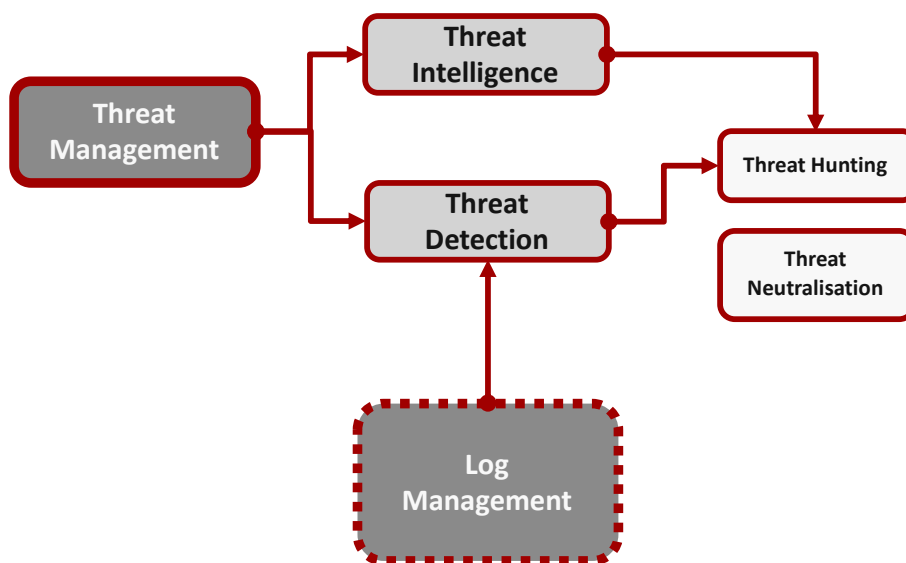 Threat
Intelligence
Threat
Management
Threat Hunting
Threat
Detection
Threat
Neutralisation
Log
Management